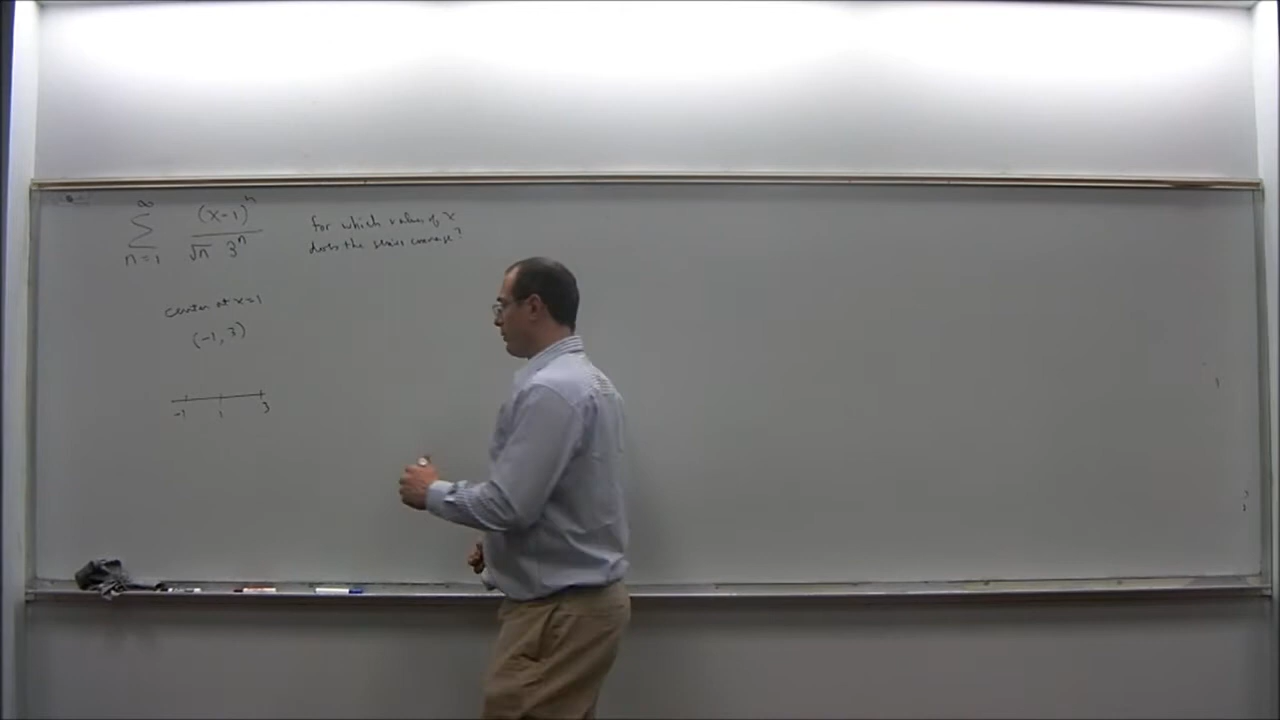 ∞
∑ (x-1)^n / √n 3^n
n=1
for which values of x
does the series converge?
center at x=1
(-1, 3)
-1 1 3